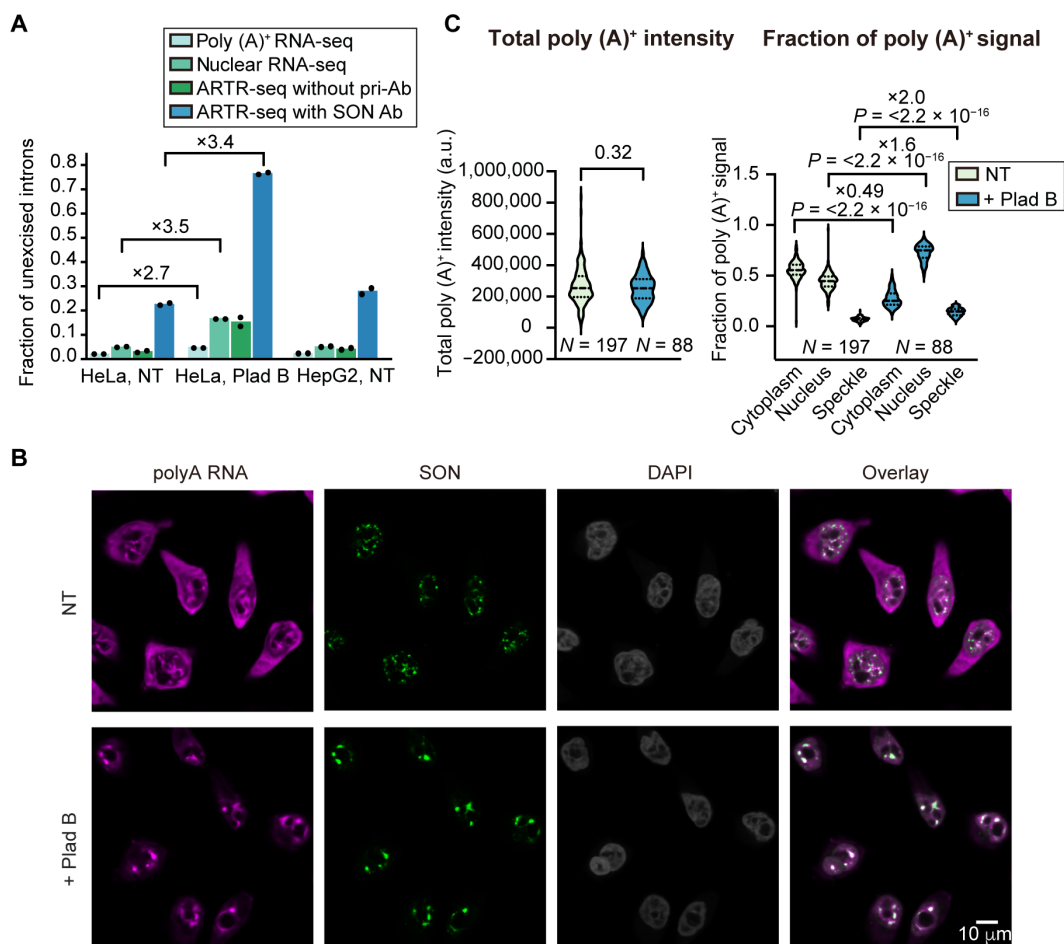 A
Poly (A)⁺ RNA-seq
Nuclear RNA-seq
ARTR-seq without pri-Ab
ARTR-seq with SON Ab
Fraction of unexcised introns
0.8
0.7
0.6
0.5
0.4
0.3
0.2
0.1
0.0
×3.4
×3.5
×2.7
HeLa, NT
HeLa, Plad B
HepG2, NT
C
Total poly (A)⁺ intensity
Total poly (A)⁺ intensity (a.u.)
1,000,000
800,000
600,000
400,000
200,000
0
−200,000
0.32
N = 197
N = 88
Fraction of poly (A)⁺ signal
Fraction of poly (A)⁺ signal
1.5
1.0
0.5
0.0
×2.0
P = <2.2 × 10⁻¹⁶
×1.6
P = <2.2 × 10⁻¹⁶
×0.49
P = <2.2 × 10⁻¹⁶
NT
+ Plad B
N = 197
N = 88
Cytoplasm
Nucleus
Speckle
Cytoplasm
Nucleus
Speckle
B
polyA RNA
SON
DAPI
Overlay
NT
+ Plad B
10 μm